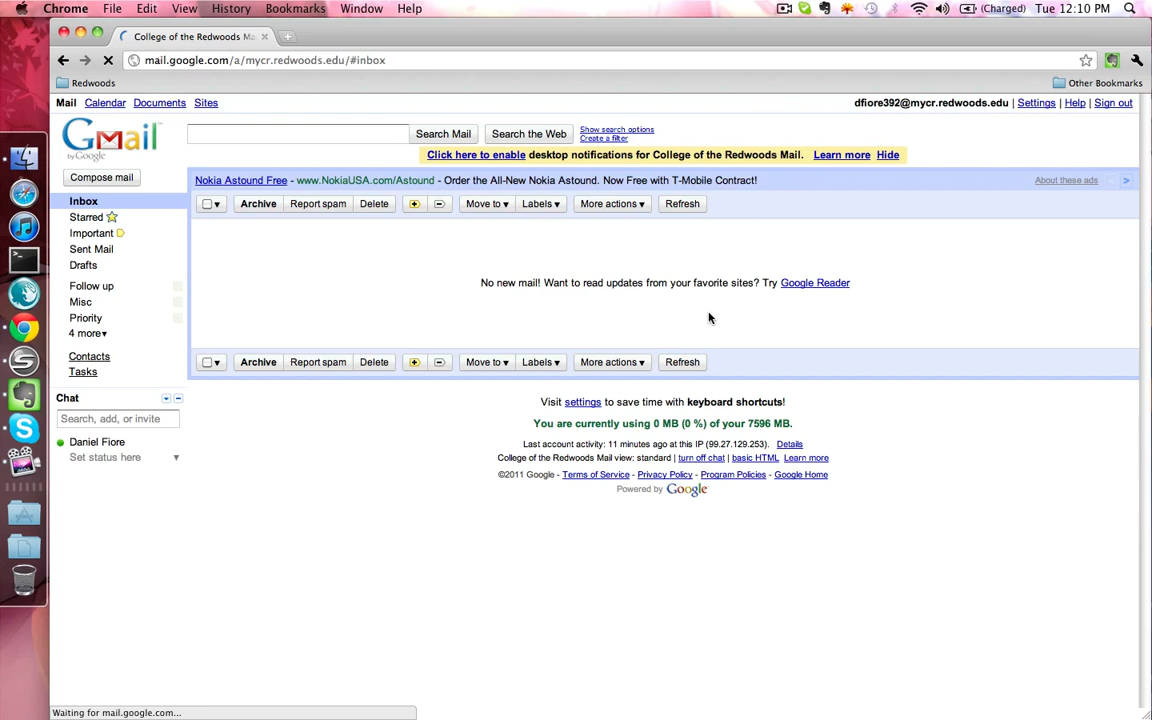 Chrome File Edit View History Bookmarks Window Help (Charged) Tue 12:10 PM
College of the Redwoods Ma
mail.google.com/a/mycr.redwoods.edu/#inbox
Redwoods Other Bookmarks
Mail Calendar Documents Sites dfiore392@mycr.redwoods.edu | Settings | Help | Sign out
Gmail by Google
Search Mail Search the Web Show search options
Create a filter
Click here to enable desktop notifications for College of the Redwoods Mail. Learn more Hide
Compose mail
Nokia Astound Free - www.NokiaUSA.com/Astound - Order the All-New Nokia Astound. Now Free with T-Mobile Contract! About these ads < >
Archive Report spam Delete Move to ▾ Labels ▾ More actions ▾ Refresh
Inbox
Starred
Important
Sent Mail
Drafts
Follow up
Misc
Priority
4 more▾
Contacts
Tasks
No new mail! Want to read updates from your favorite sites? Try Google Reader
Archive Report spam Delete Move to ▾ Labels ▾ More actions ▾ Refresh
Chat
Search, add, or invite
Daniel Fiore
Set status here
Visit settings to save time with keyboard shortcuts!
You are currently using 0 MB (0 %) of your 7596 MB.
Last account activity: 11 minutes ago at this IP (99.27.129.253). Details
College of the Redwoods Mail view: standard | turn off chat | basic HTML Learn more
©2011 Google - Terms of Service - Privacy Policy - Program Policies - Google Home
Powered by Google
Waiting for mail.google.com...